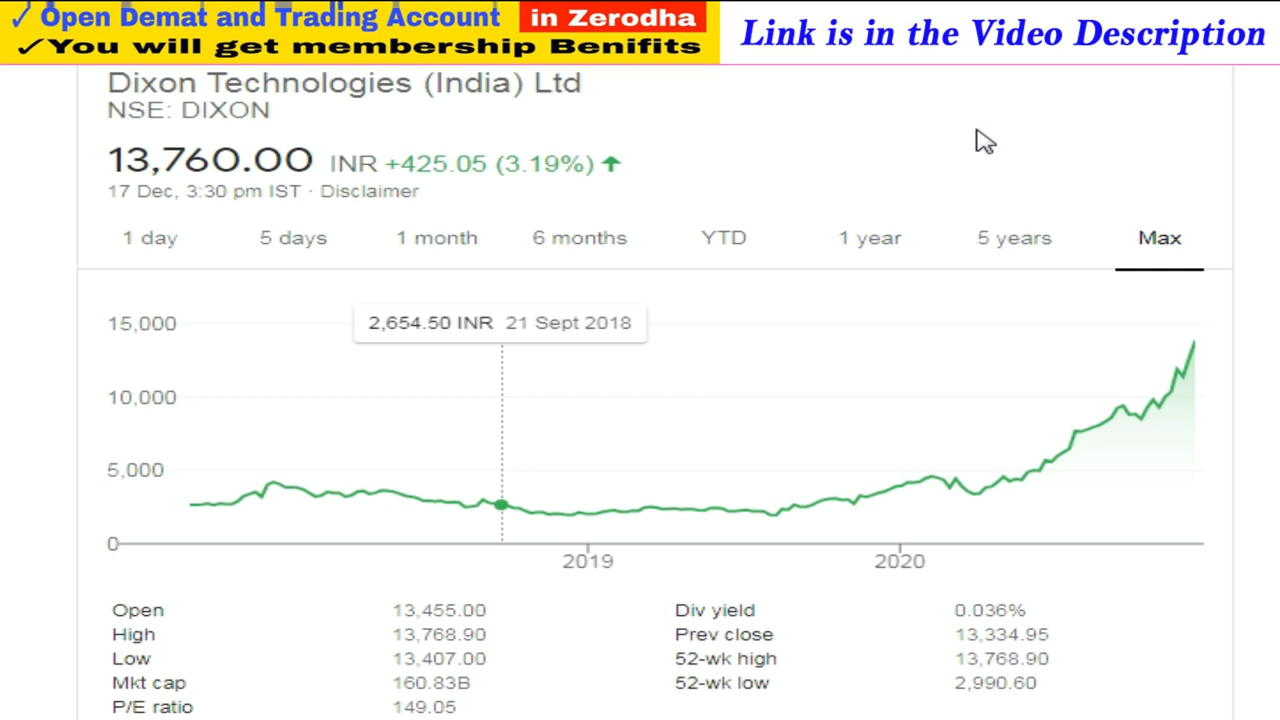 ✓ Open Demat and Trading Account in Zerodha
✓You will get membership Benifits
Link is in the Video Description
Dixon Technologies (India) Ltd
NSE: DIXON
13,760.00 INR +425.05 (3.19%) ↑
17 Dec, 3:30 pm IST · Disclaimer
1 day 5 days 1 month 6 months YTD 1 year 5 years Max
2,654.50 INR 21 Sept 2018
15,000
10,000
5,000
0
2019 2020
Open 13,455.00 Div yield 0.036%
High 13,768.90 Prev close 13,334.95
Low 13,407.00 52-wk high 13,768.90
Mkt cap 160.83B 52-wk low 2,990.60
P/E ratio 149.05